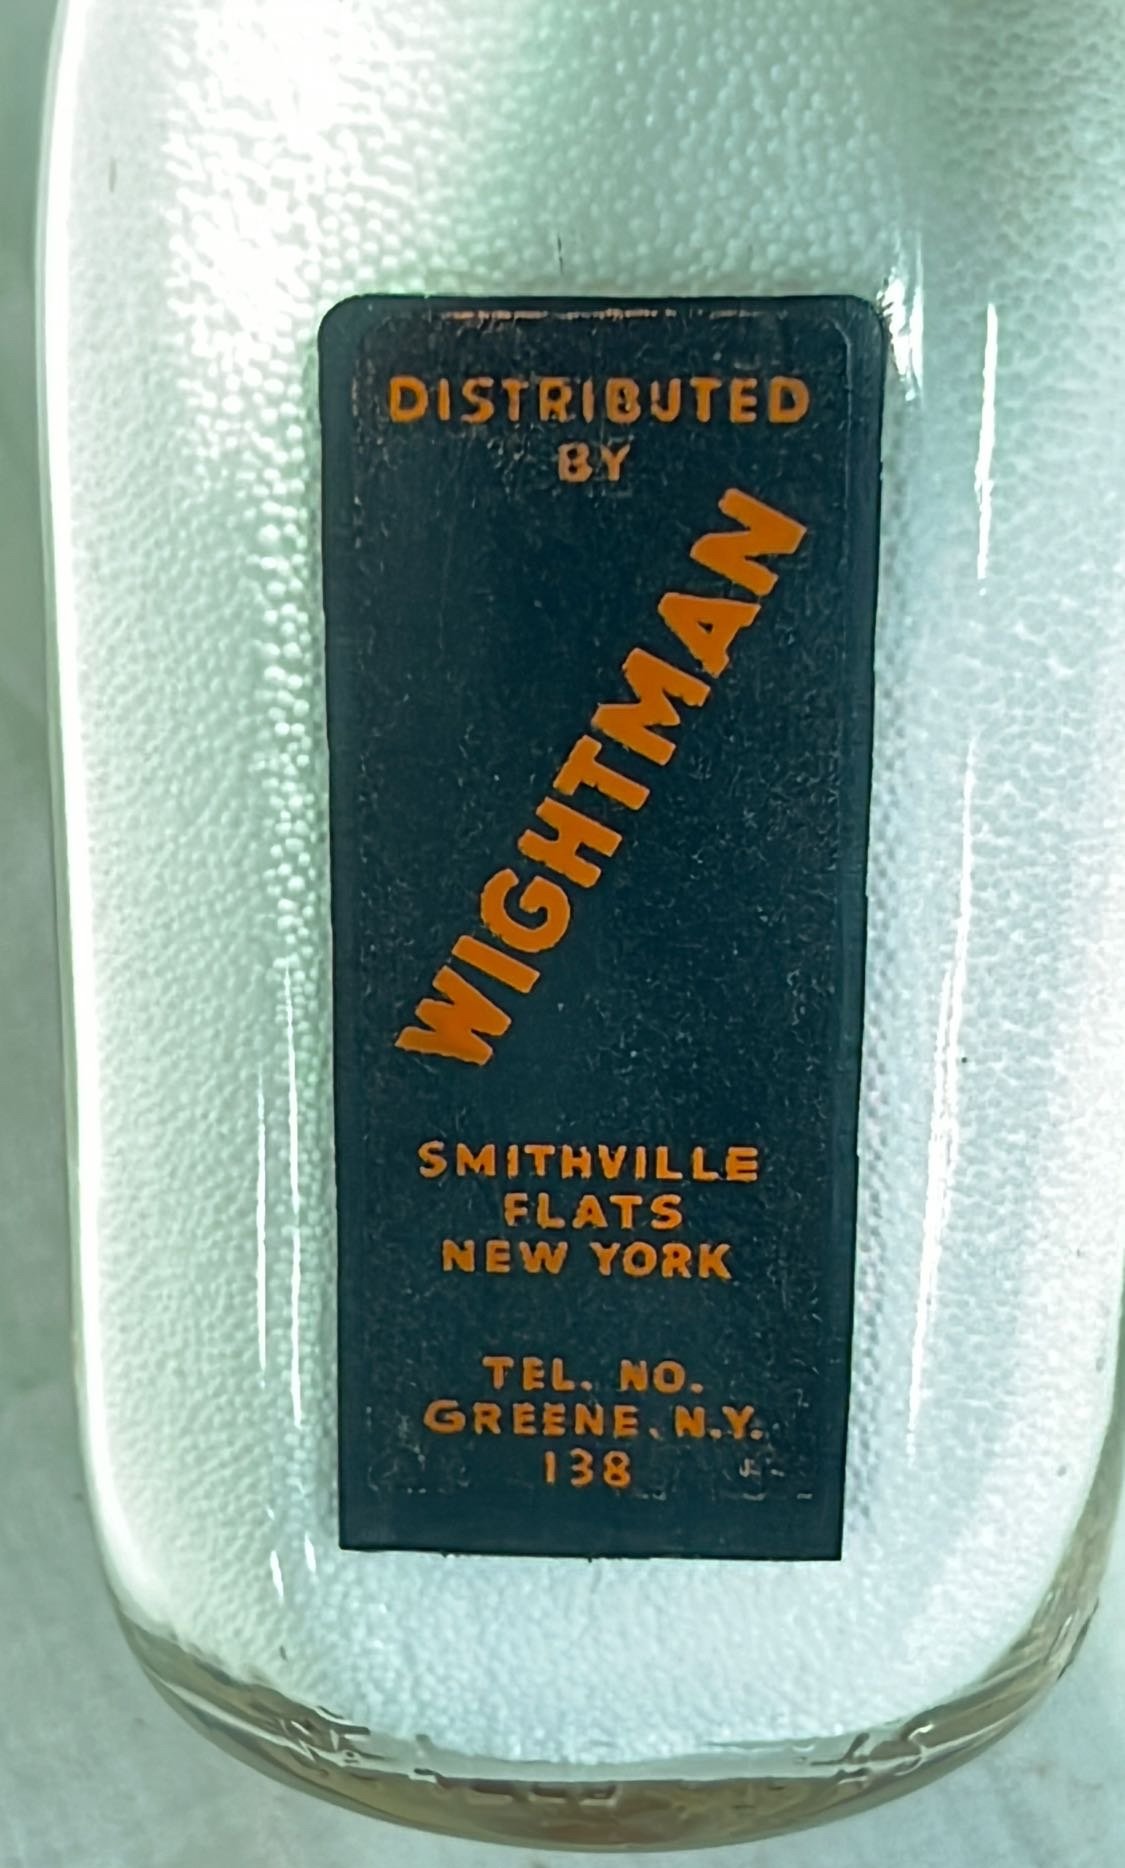 DISTRIBUTED
BY
WIGHTMAN
SMITHVILLE
FLATS
NEW YORK
TEL. NO.
GREENE, N.Y.
138